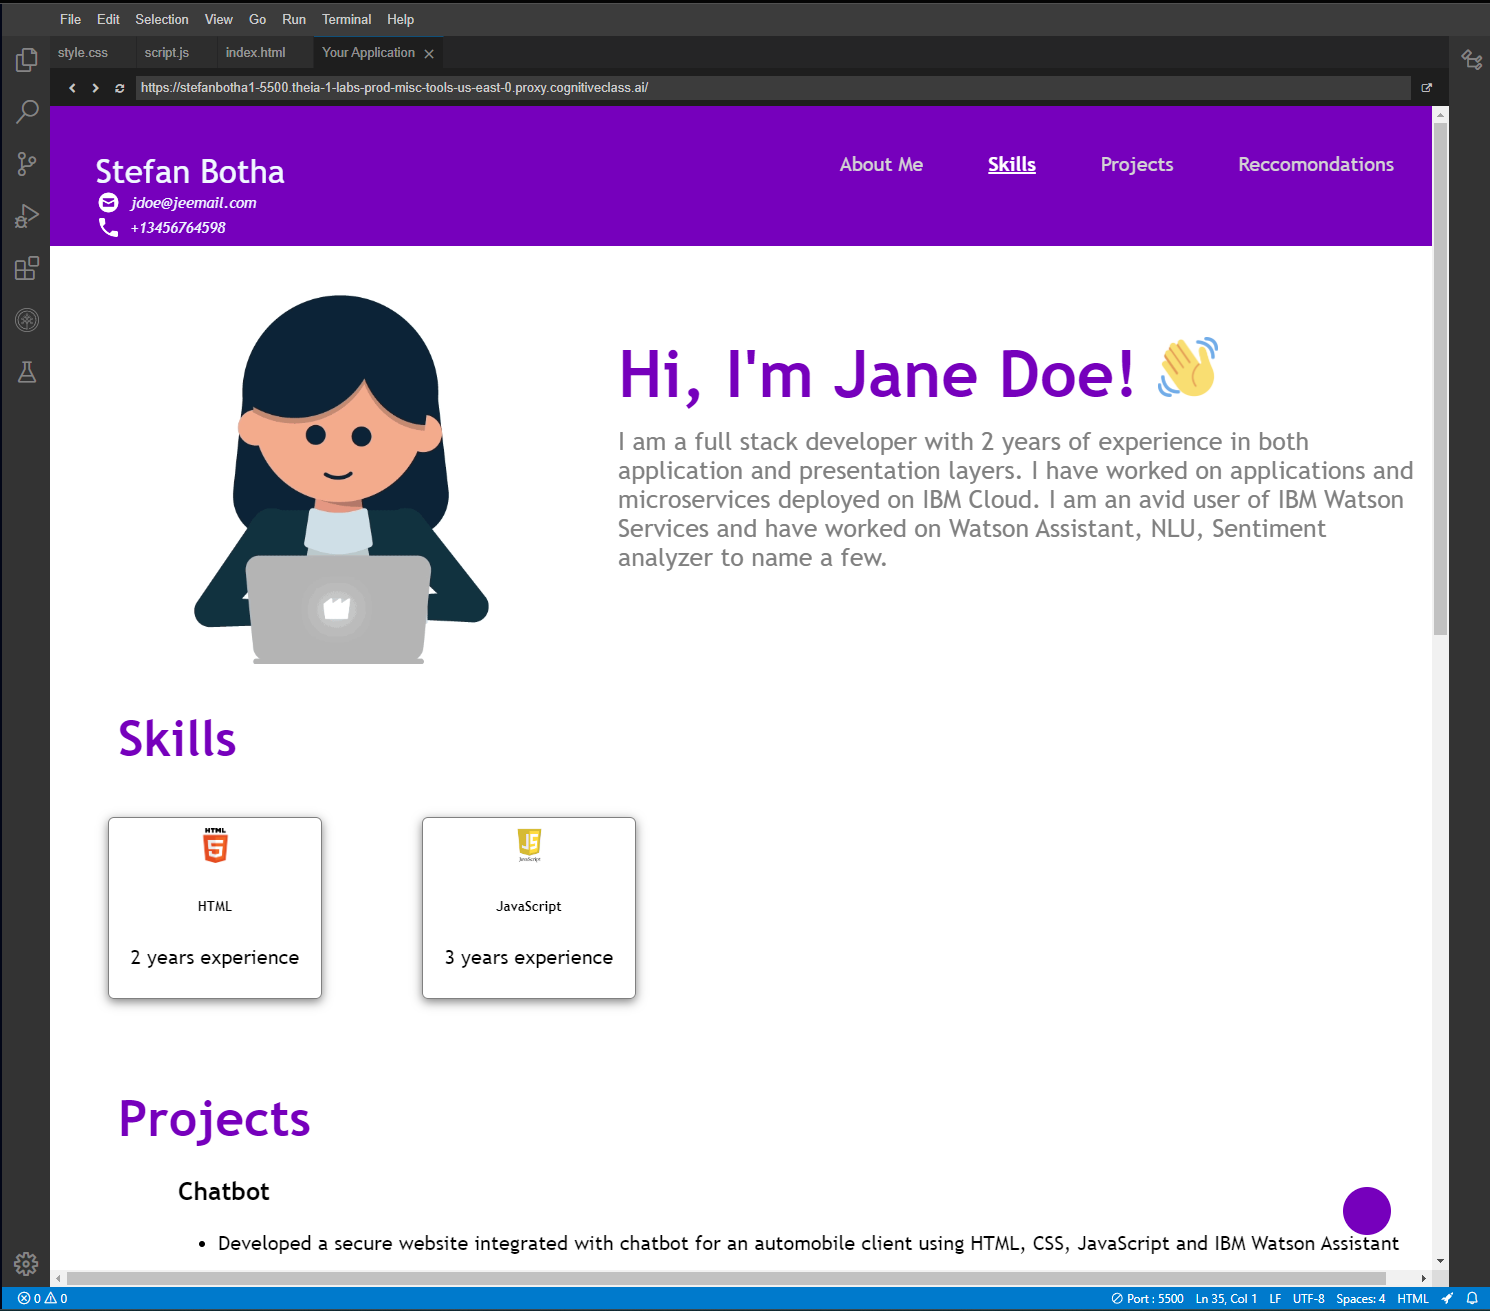 File Edit Selection View Go Run Terminal Help
style.css script.js index.html Your Application
https://stefanbotha1-5500.theia-1-labs-prod-misc-tools-us-east-0.proxy.cognitiveclass.ai/
Stefan Botha
jdoe@jeemail.com
+13456764598
About Me Skills Projects Reccomondations
Hi, I'm Jane Doe!
I am a full stack developer with 2 years of experience in both
application and presentation layers. I have worked on applications and
microservices deployed on IBM Cloud. I am an avid user of IBM Watson
Services and have worked on Watson Assistant, NLU, Sentiment
analyzer to name a few.
Skills
HTML
5
HTML
2 years experience
JS
JavaScript
JavaScript
3 years experience
Projects
Chatbot
• Developed a secure website integrated with chatbot for an automobile client using HTML, CSS, JavaScript and IBM Watson Assistant
0 0 Port : 5500 Ln 35, Col 1 LF UTF-8 Spaces: 4 HTML